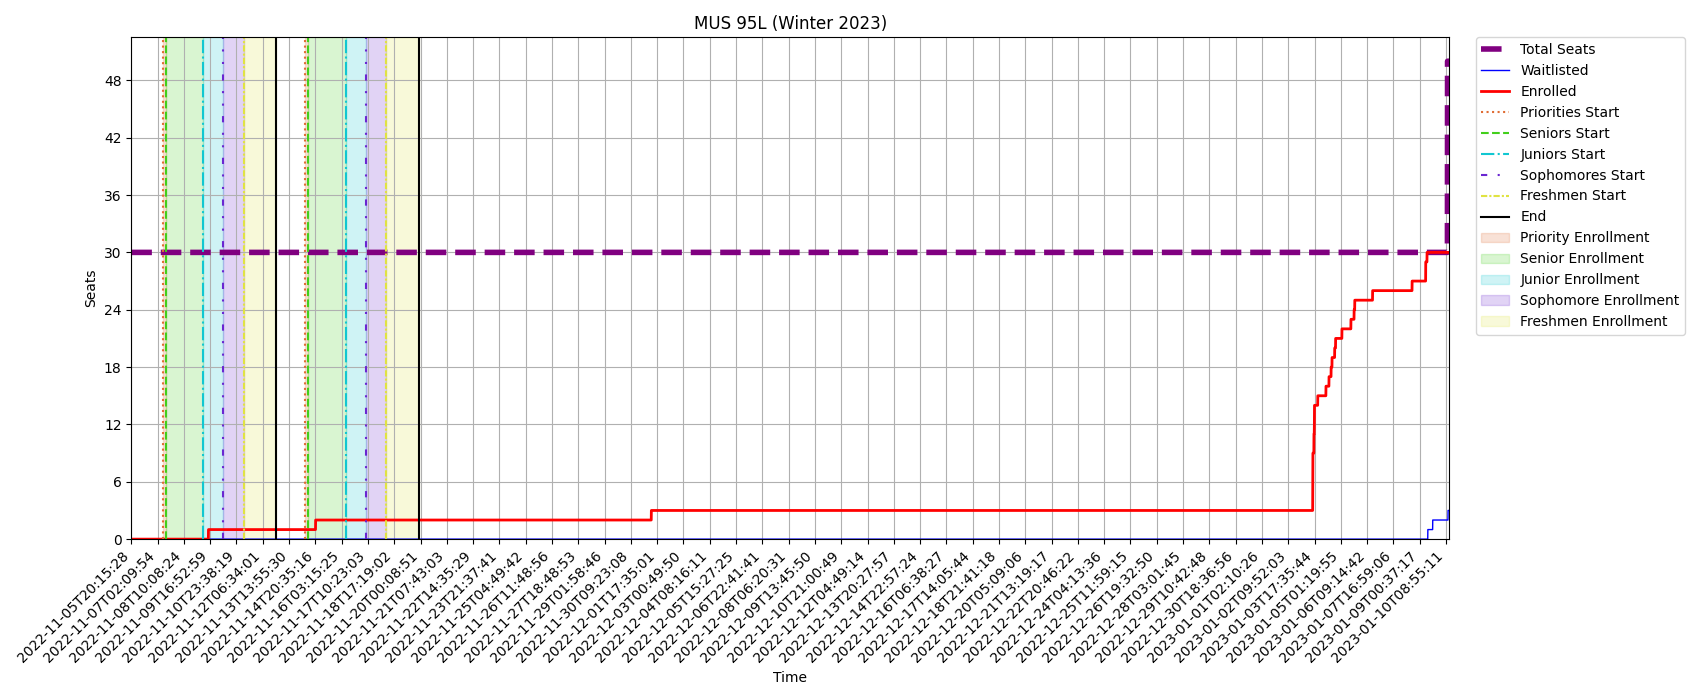 MUS 95L (Winter 2023)
Total Seats
Waitlisted
Enrolled
Priorities Start
Seniors Start
Juniors Start
Sophomores Start
Freshmen Start
End
Priority Enrollment
Senior Enrollment
Junior Enrollment
Sophomore Enrollment
Freshmen Enrollment
Seats
48
42
36
30
24
18
12
6
0
2022-11-05T20:15:28
2022-11-07T02:09:54
2022-11-08T10:08:24
2022-11-09T16:52:59
2022-11-10T23:38:19
2022-11-12T06:34:01
2022-11-13T13:55:30
2022-11-14T20:35:16
2022-11-16T03:15:25
2022-11-17T10:23:03
2022-11-18T17:19:02
2022-11-20T00:08:51
2022-11-21T07:43:03
2022-11-22T14:35:29
2022-11-23T21:37:41
2022-11-25T04:49:42
2022-11-26T11:48:56
2022-11-27T18:48:53
2022-11-29T01:58:46
2022-11-30T09:23:08
2022-12-01T17:35:01
2022-12-03T00:49:50
2022-12-04T08:16:11
2022-12-05T15:27:25
2022-12-06T22:41:41
2022-12-08T06:20:31
2022-12-09T13:45:50
2022-12-10T21:00:49
2022-12-12T04:49:14
2022-12-13T20:27:57
2022-12-14T22:57:24
2022-12-16T06:38:27
2022-12-17T14:05:44
2022-12-18T21:41:18
2022-12-20T05:09:06
2022-12-21T13:19:17
2022-12-22T20:46:22
2022-12-24T04:13:36
2022-12-25T11:59:15
2022-12-26T19:32:50
2022-12-28T03:01:45
2022-12-29T10:42:48
2022-12-30T18:36:56
2023-01-01T02:10:26
2023-01-02T09:52:03
2023-01-03T17:35:44
2023-01-05T01:19:55
2023-01-06T09:14:42
2023-01-07T16:59:06
2023-01-09T00:37:17
2023-01-10T08:55:11
Time